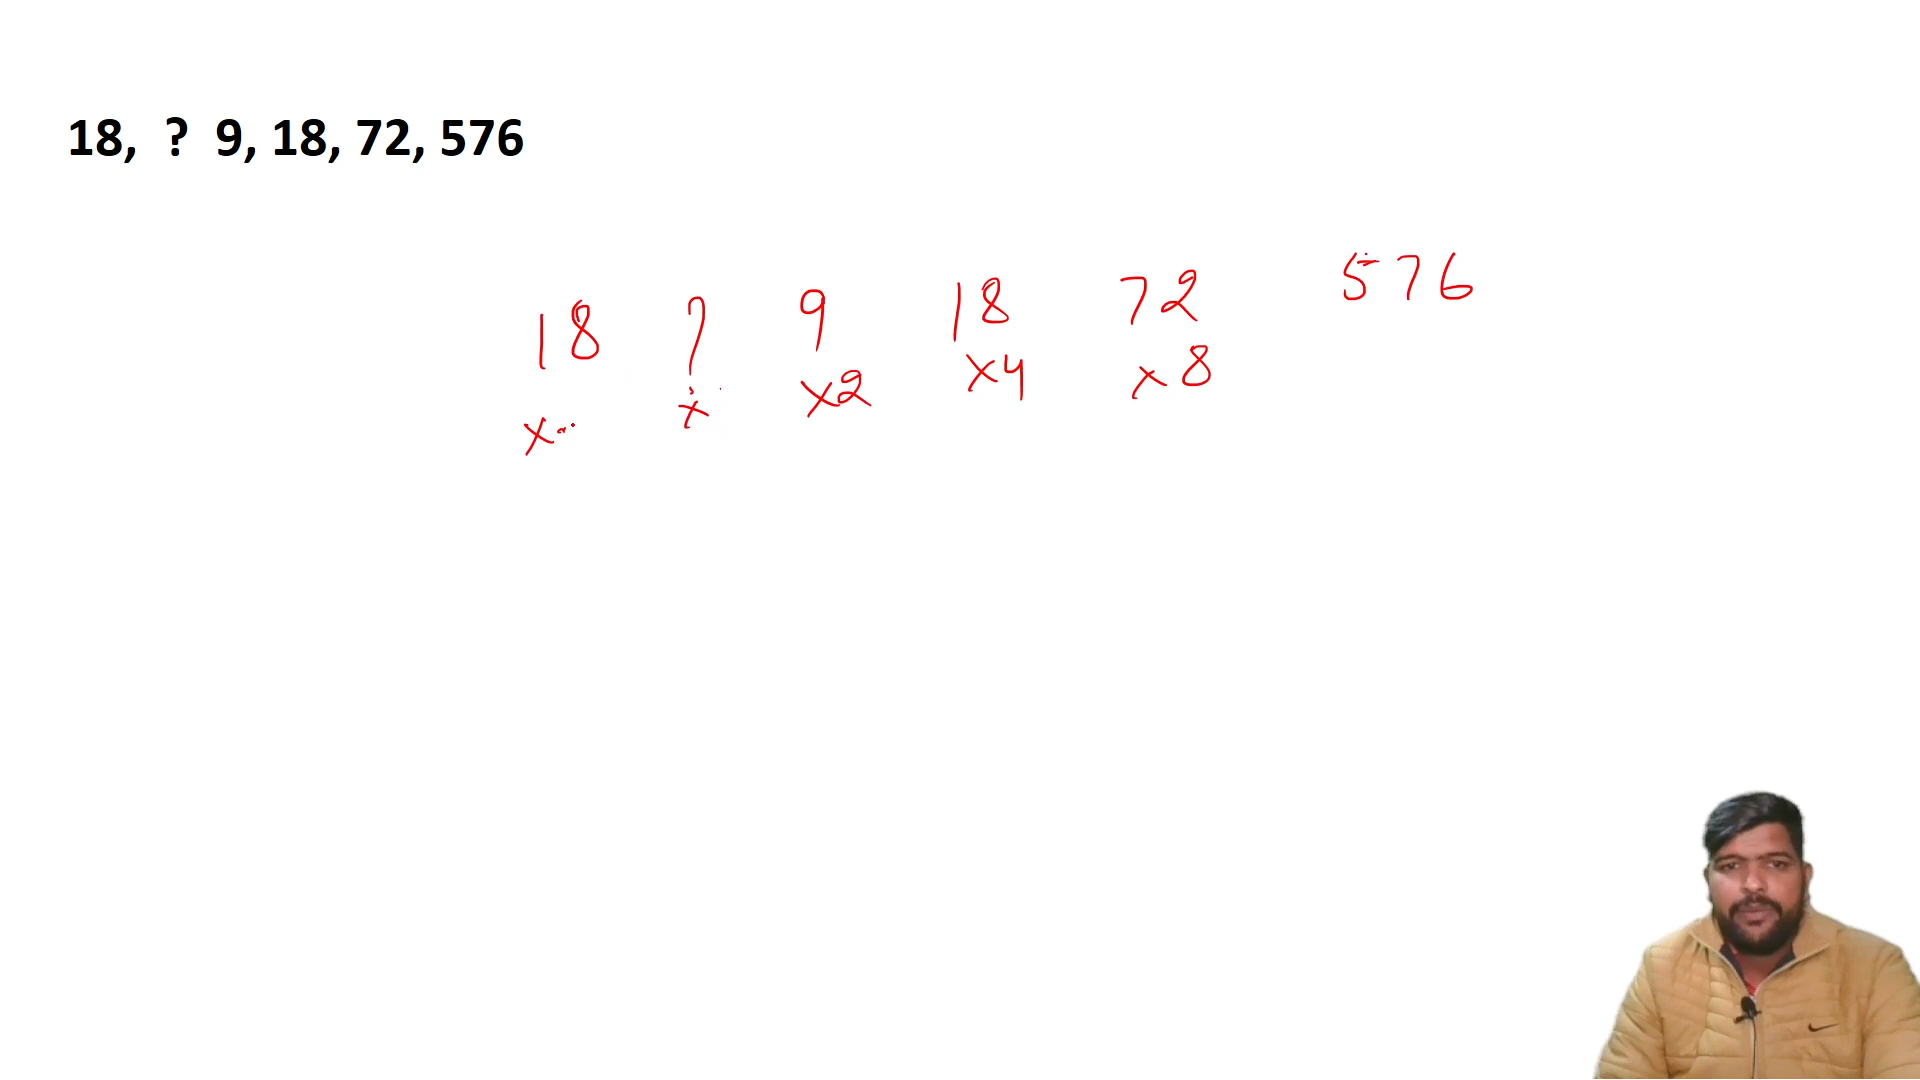 18, ? 9, 18, 72, 576
18 ? 9 18 72 576
x x x2 x4 x8